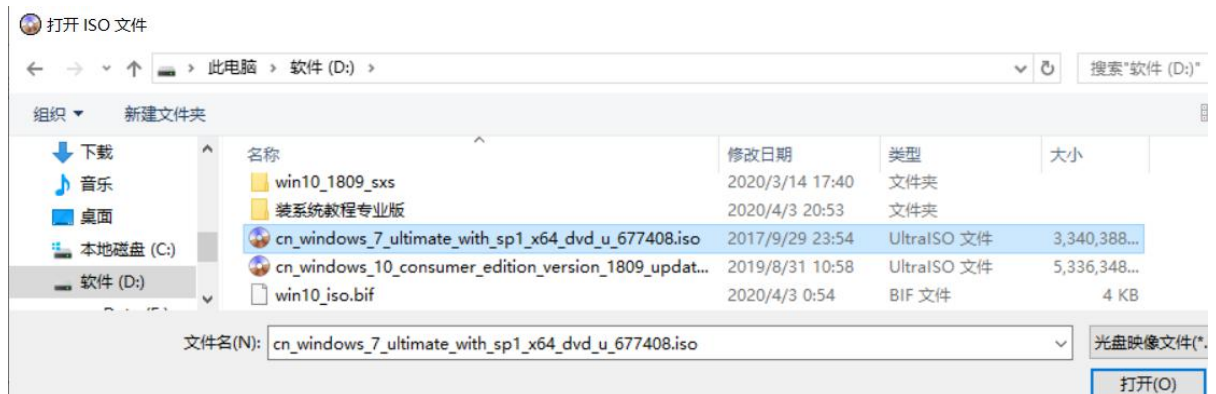 打开 ISO 文件
此电脑 › 软件 (D:) ›
搜索"软件 (D:)"
组织 新建文件夹
下载
音乐
桌面
本地磁盘 (C:)
软件 (D:)
名称 修改日期 类型 大小
win10_1809_sxs 2020/3/14 17:40 文件夹
装系统教程专业版 2020/4/3 20:53 文件夹
cn_windows_7_ultimate_with_sp1_x64_dvd_u_677408.iso 2017/9/29 23:54 UltraISO 文件 3,340,388...
cn_windows_10_consumer_edition_version_1809_updat... 2019/8/31 10:58 UltraISO 文件 5,336,348...
win10_iso.bif 2020/4/3 0:54 BIF 文件 4 KB
文件名(N): cn_windows_7_ultimate_with_sp1_x64_dvd_u_677408.iso
光盘映像文件(*.
打开(O)